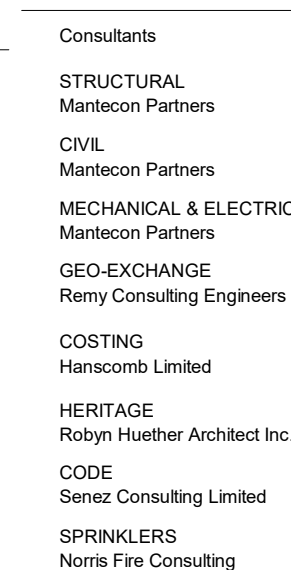 Consultants
STRUCTURAL
Mantecon Partners
CIVIL
Mantecon Partners
MECHANICAL & ELECTRIC
Mantecon Partners
GEO-EXCHANGE
Remy Consulting Engineers
COSTING
Hanscomb Limited
HERITAGE
Robyn Huether Architect Inc.
CODE
Senez Consulting Limited
SPRINKLERS
Norris Fire Consulting